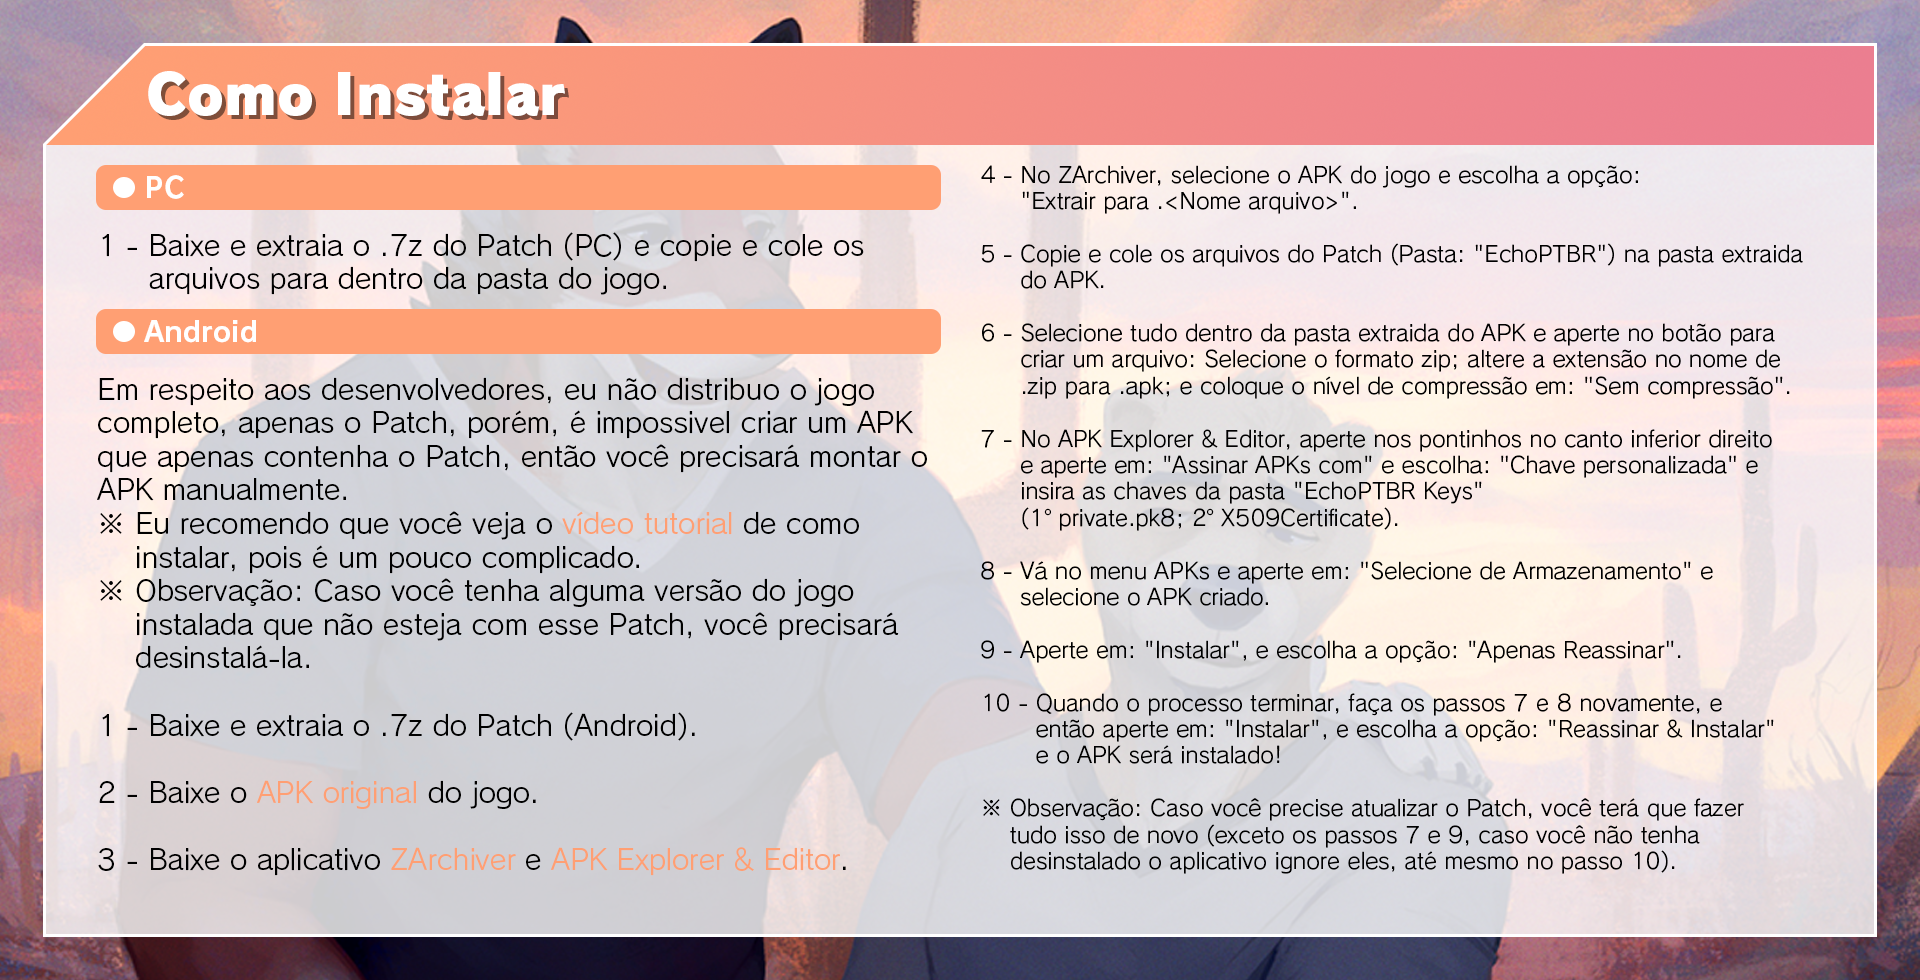 Como Instalar
● PC
1 - Baixe e extraia o .7z do Patch (PC) e copie e cole os
arquivos para dentro da pasta do jogo.
● Android
Em respeito aos desenvolvedores, eu não distribuo o jogo
completo, apenas o Patch, porém, é impossivel criar um APK
que apenas contenha o Patch, então você precisará montar o
APK manualmente.
※ Eu recomendo que você veja o vídeo tutorial de como
instalar, pois é um pouco complicado.
※ Observação: Caso você tenha alguma versão do jogo
instalada que não esteja com esse Patch, você precisará
desinstalá-la.
1 - Baixe e extraia o .7z do Patch (Android).
2 - Baixe o APK original do jogo.
3 - Baixe o aplicativo ZArchiver e APK Explorer & Editor.
4 - No ZArchiver, selecione o APK do jogo e escolha a opção:
"Extrair para .<Nome arquivo>".
5 - Copie e cole os arquivos do Patch (Pasta: "EchoPTBR") na pasta extraida
do APK.
6 - Selecione tudo dentro da pasta extraida do APK e aperte no botão para
criar um arquivo: Selecione o formato zip; altere a extensão no nome de
.zip para .apk; e coloque o nível de compressão em: "Sem compressão".
7 - No APK Explorer & Editor, aperte nos pontinhos no canto inferior direito
e aperte em: "Assinar APKs com" e escolha: "Chave personalizada" e
insira as chaves da pasta "EchoPTBR Keys"
(1° private.pk8; 2° X509Certificate).
8 - Vá no menu APKs e aperte em: "Selecione de Armazenamento" e
selecione o APK criado.
9 - Aperte em: "Instalar", e escolha a opção: "Apenas Reassinar".
10 - Quando o processo terminar, faça os passos 7 e 8 novamente, e
então aperte em: "Instalar", e escolha a opção: "Reassinar & Instalar"
e o APK será instalado!
※ Observação: Caso você precise atualizar o Patch, você terá que fazer
tudo isso de novo (exceto os passos 7 e 9, caso você não tenha
desinstalado o aplicativo ignore eles, até mesmo no passo 10).